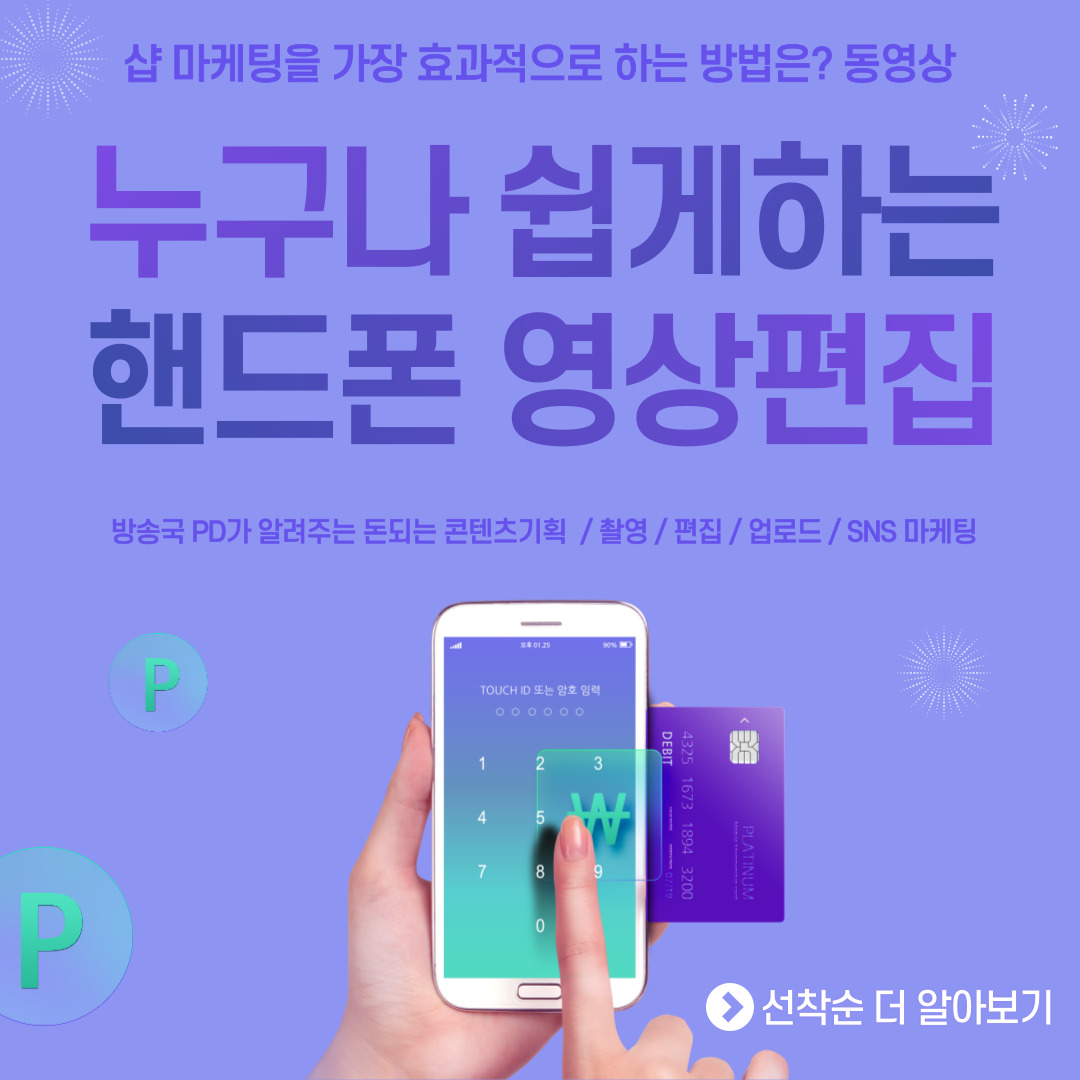 샵 마케팅을 가장 효과적으로 하는 방법은? 동영상
누구나 쉽게하는
핸드폰 영상편집
방송국 PD가 알려주는 돈되는 콘텐츠기획 / 촬영 / 편집 / 업로드 / SNS 마케팅
오후 01.25 90%
TOUCH ID 또는 암호 입력
1 2 3
4 5
7 8 9
0
₩
DEBIT
4325 1673 1894 3200
PLATINUM
P
P
선착순 더 알아보기